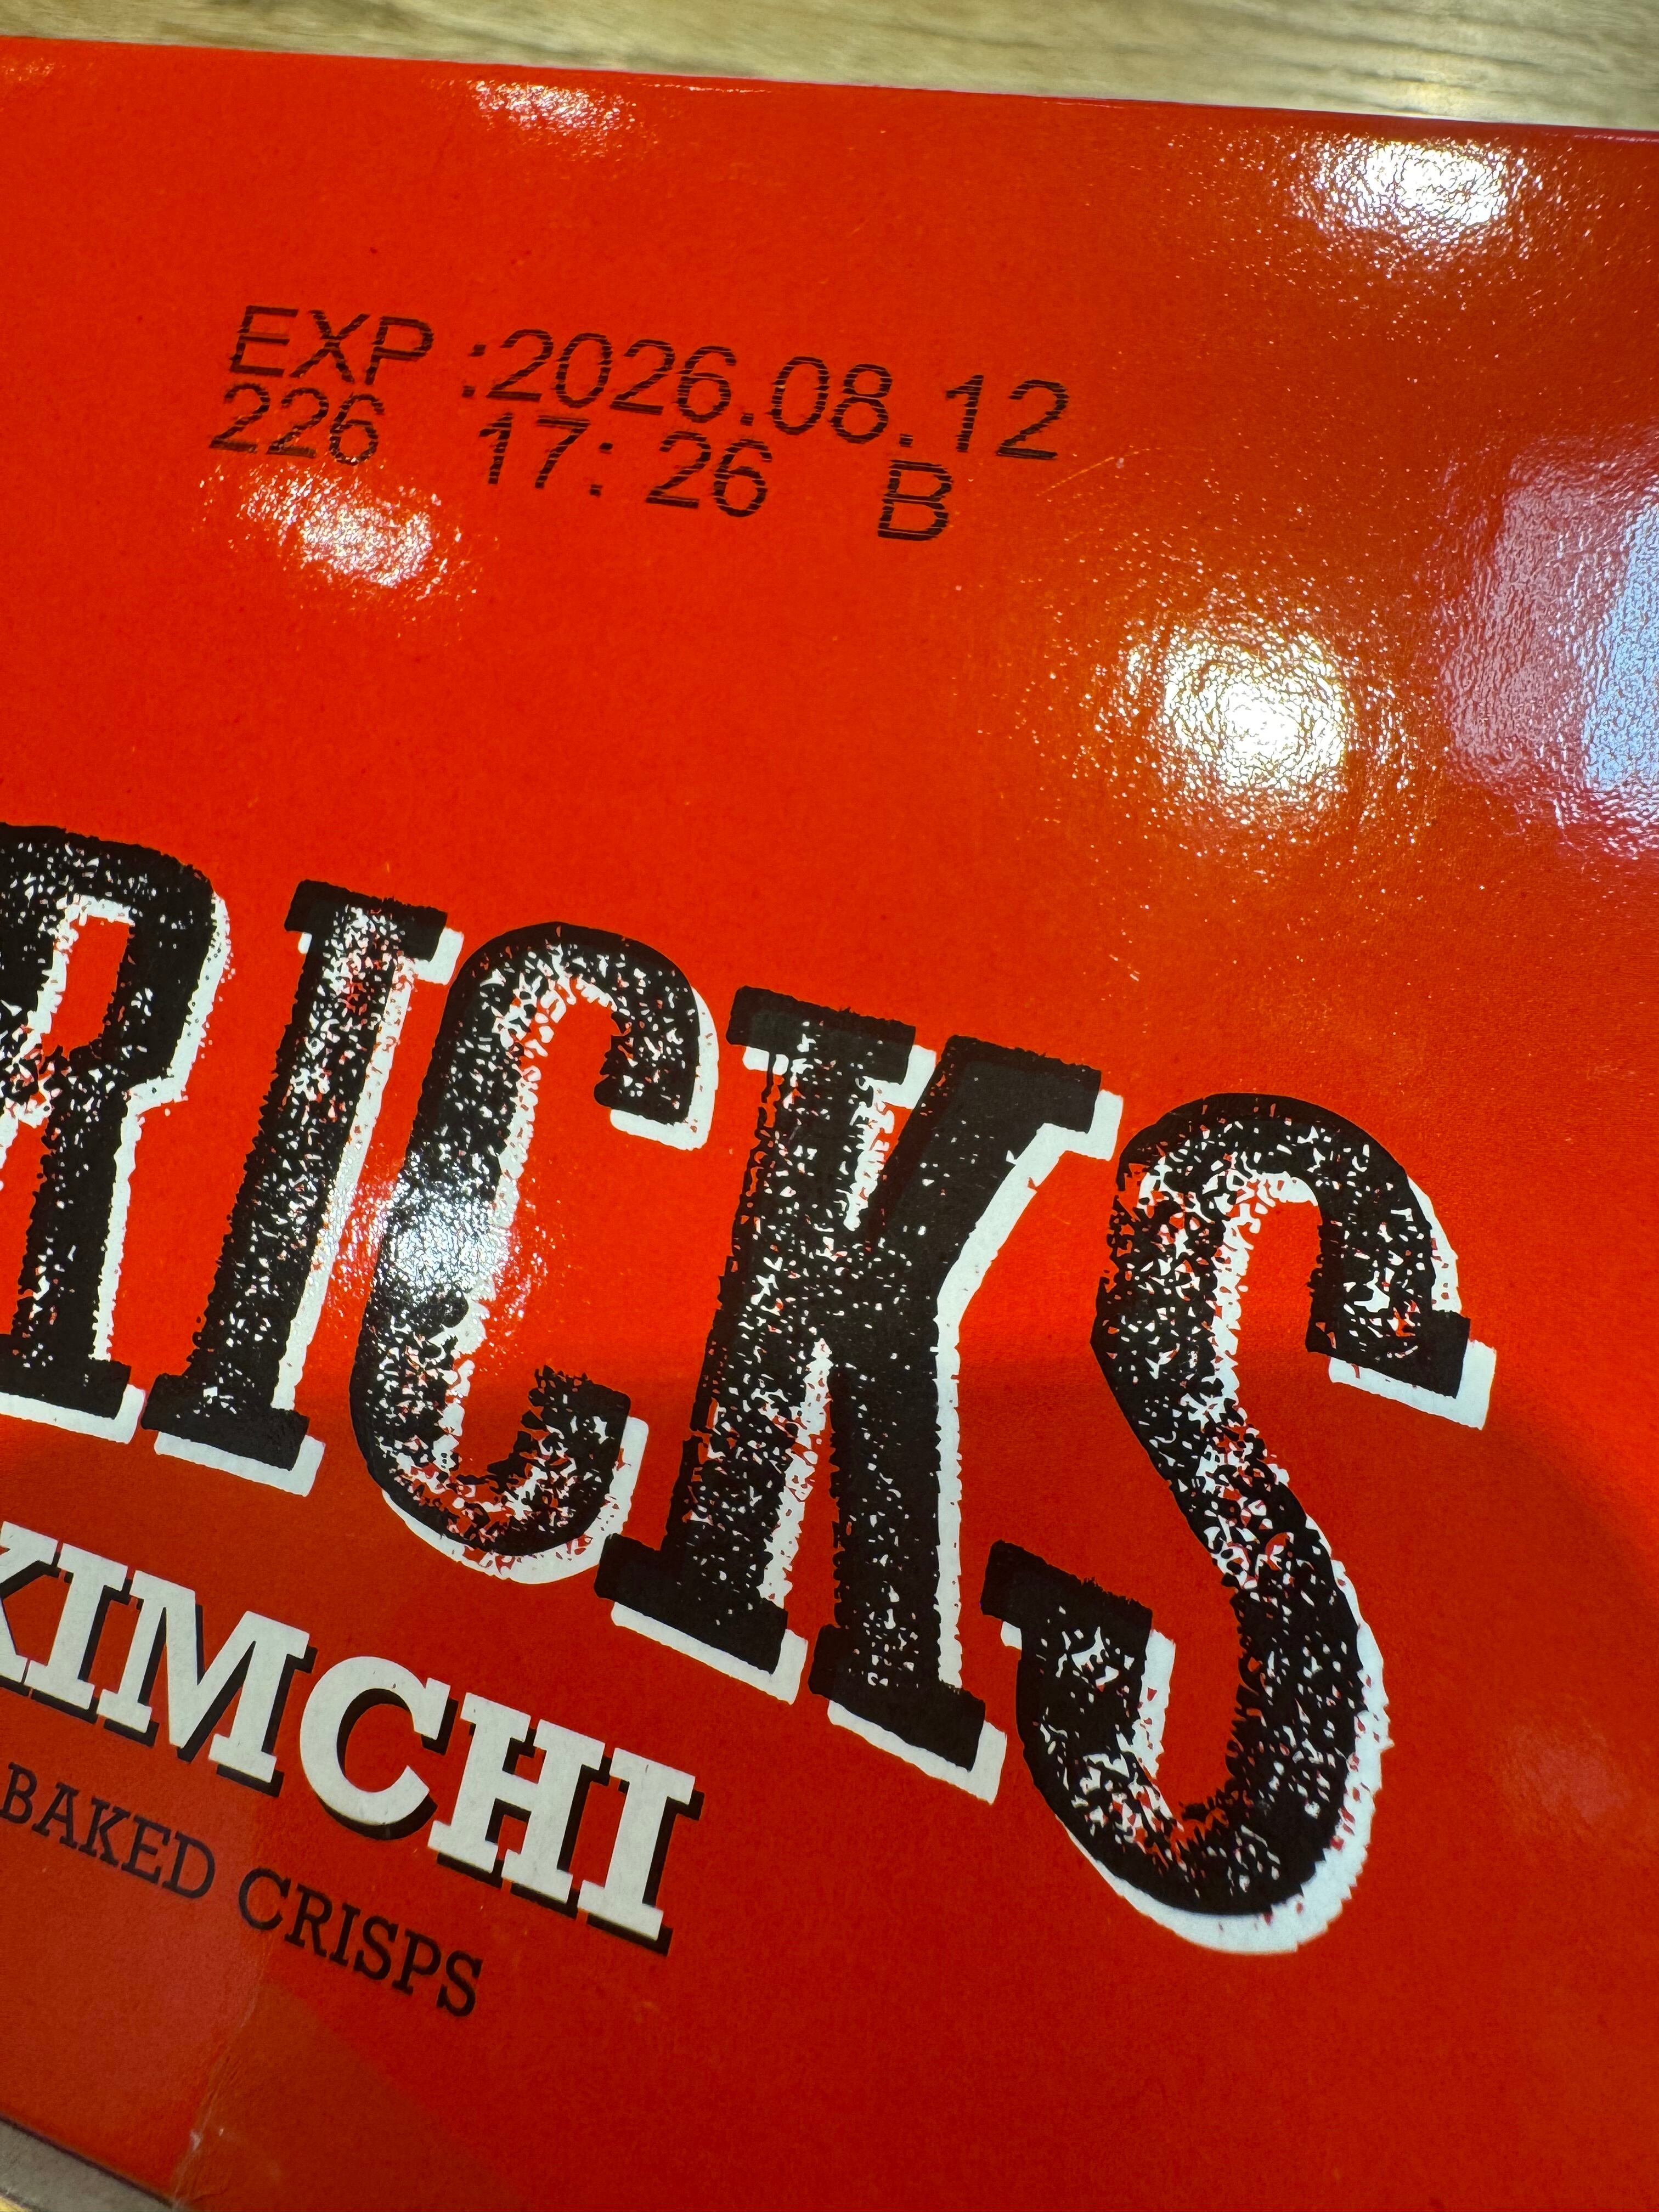 EXP :2026.08.12
226 17: 26 B
RICKS
KIMCHI
BAKED CRISPS